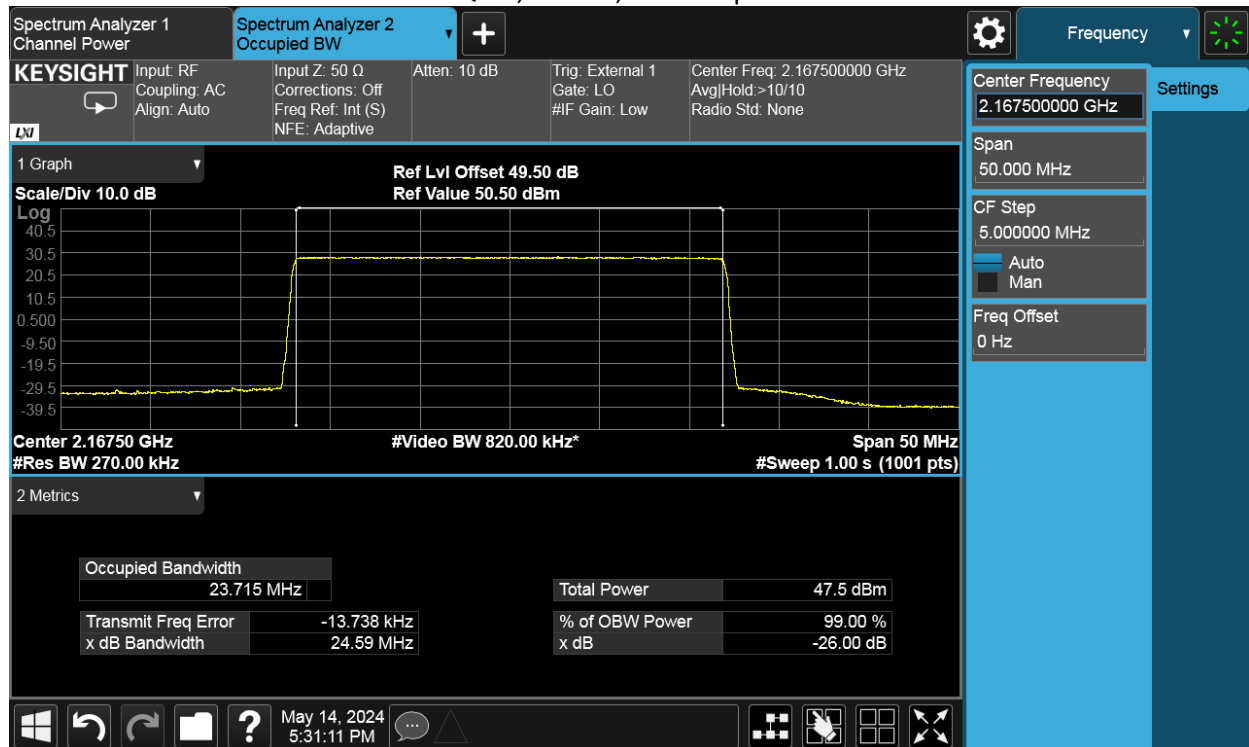 Spectrum Analyzer 1
Channel Power
Spectrum Analyzer 2
Occupied BW
Frequency
KEYSIGHT
LXI
Input: RF
Coupling: AC
Align: Auto
Input Z: 50 Ω
Corrections: Off
Freq Ref: Int (S)
NFE: Adaptive
Atten: 10 dB
Trig: External 1
Gate: LO
#IF Gain: Low
Center Freq: 2.167500000 GHz
Avg|Hold:>10/10
Radio Std: None
Center Frequency
2.167500000 GHz
Settings
Span
50.000 MHz
CF Step
5.000000 MHz
Auto
Man
Freq Offset
0 Hz
1 Graph
Scale/Div 10.0 dB
Ref Lvl Offset 49.50 dB
Ref Value 50.50 dBm
Log
40.5
30.5
20.5
10.5
0.500
-9.50
-19.5
-29.5
-39.5
Center 2.16750 GHz
#Video BW 820.00 kHz*
Span 50 MHz
#Res BW 270.00 kHz
#Sweep 1.00 s (1001 pts)
2 Metrics
Occupied Bandwidth
23.715 MHz
Total Power 47.5 dBm
Transmit Freq Error -13.738 kHz
% of OBW Power 99.00 %
x dB Bandwidth 24.59 MHz
x dB -26.00 dB
?
May 14, 2024
5:31:11 PM